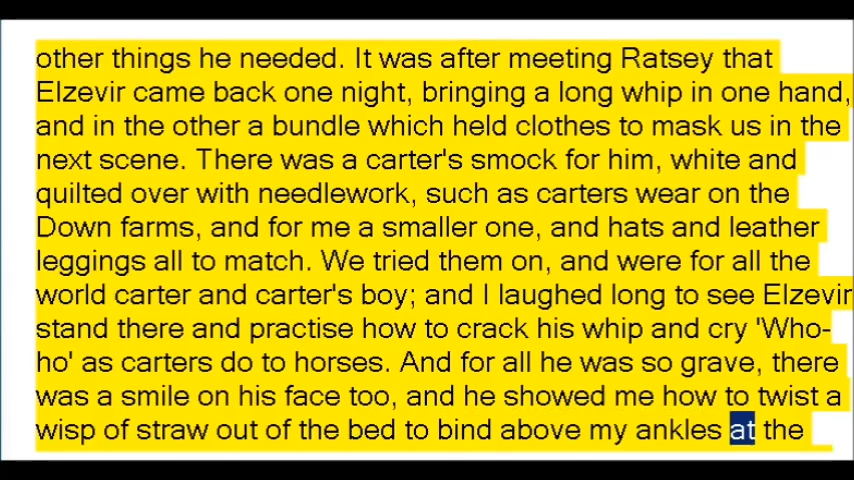 other things he needed. It was after meeting Ratsey that
Elzevir came back one night, bringing a long whip in one hand,
and in the other a bundle which held clothes to mask us in the
next scene. There was a carter's smock for him, white and
quilted over with needlework, such as carters wear on the
Down farms, and for me a smaller one, and hats and leather
leggings all to match. We tried them on, and were for all the
world carter and carter's boy; and I laughed long to see Elzevir
stand there and practise how to crack his whip and cry 'Who-
ho' as carters do to horses. And for all he was so grave, there
was a smile on his face too, and he showed me how to twist a
wisp of straw out of the bed to bind above my ankles at the